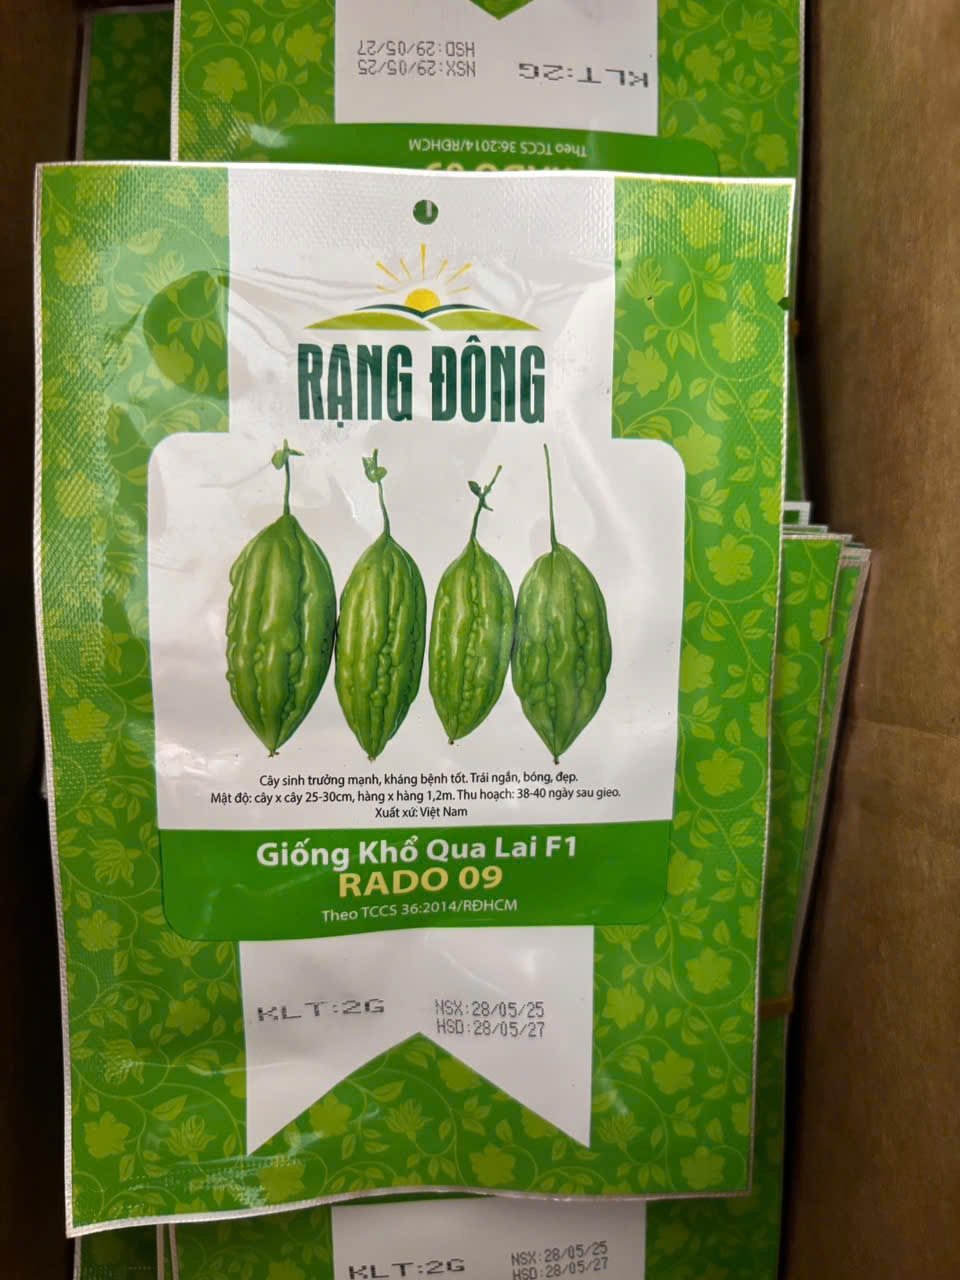 KLT:2G
NSX:29/05/25
HSD:29/05/27
Theo TCCS 36:2014/RĐHCM
RẠNG ĐÔNG
Cây sinh trưởng mạnh, kháng bệnh tốt. Trái ngắn, bóng, đẹp.
Mật độ: cây x cây 25-30cm, hàng x hàng 1,2m. Thu hoạch: 38-40 ngày sau gieo.
Xuất xứ: Việt Nam
Giống Khổ Qua Lai F1
RADO 09
Theo TCCS 36:2014/RĐHCM
KLT:2G
NSX:28/05/25
HSD:28/05/27
KLT:2G
NSX:28/05/25
HSD:28/05/27